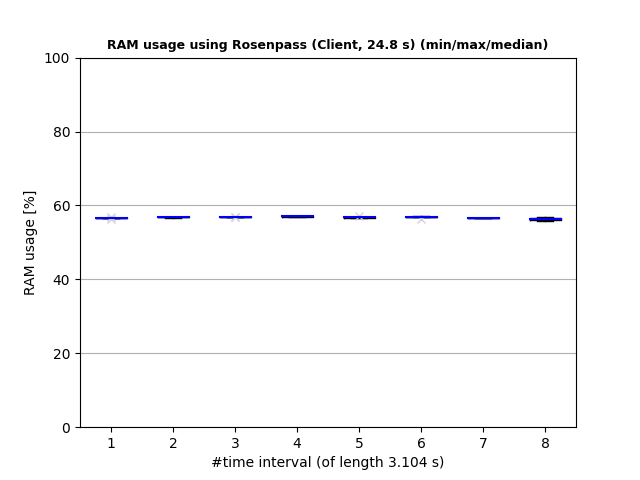 RAM usage using Rosenpass (Client, 24.8 s) (min/max/median)
100
80
60
40
20
0
RAM usage [%]
1 2 3 4 5 6 7 8
#time interval (of length 3.104 s)